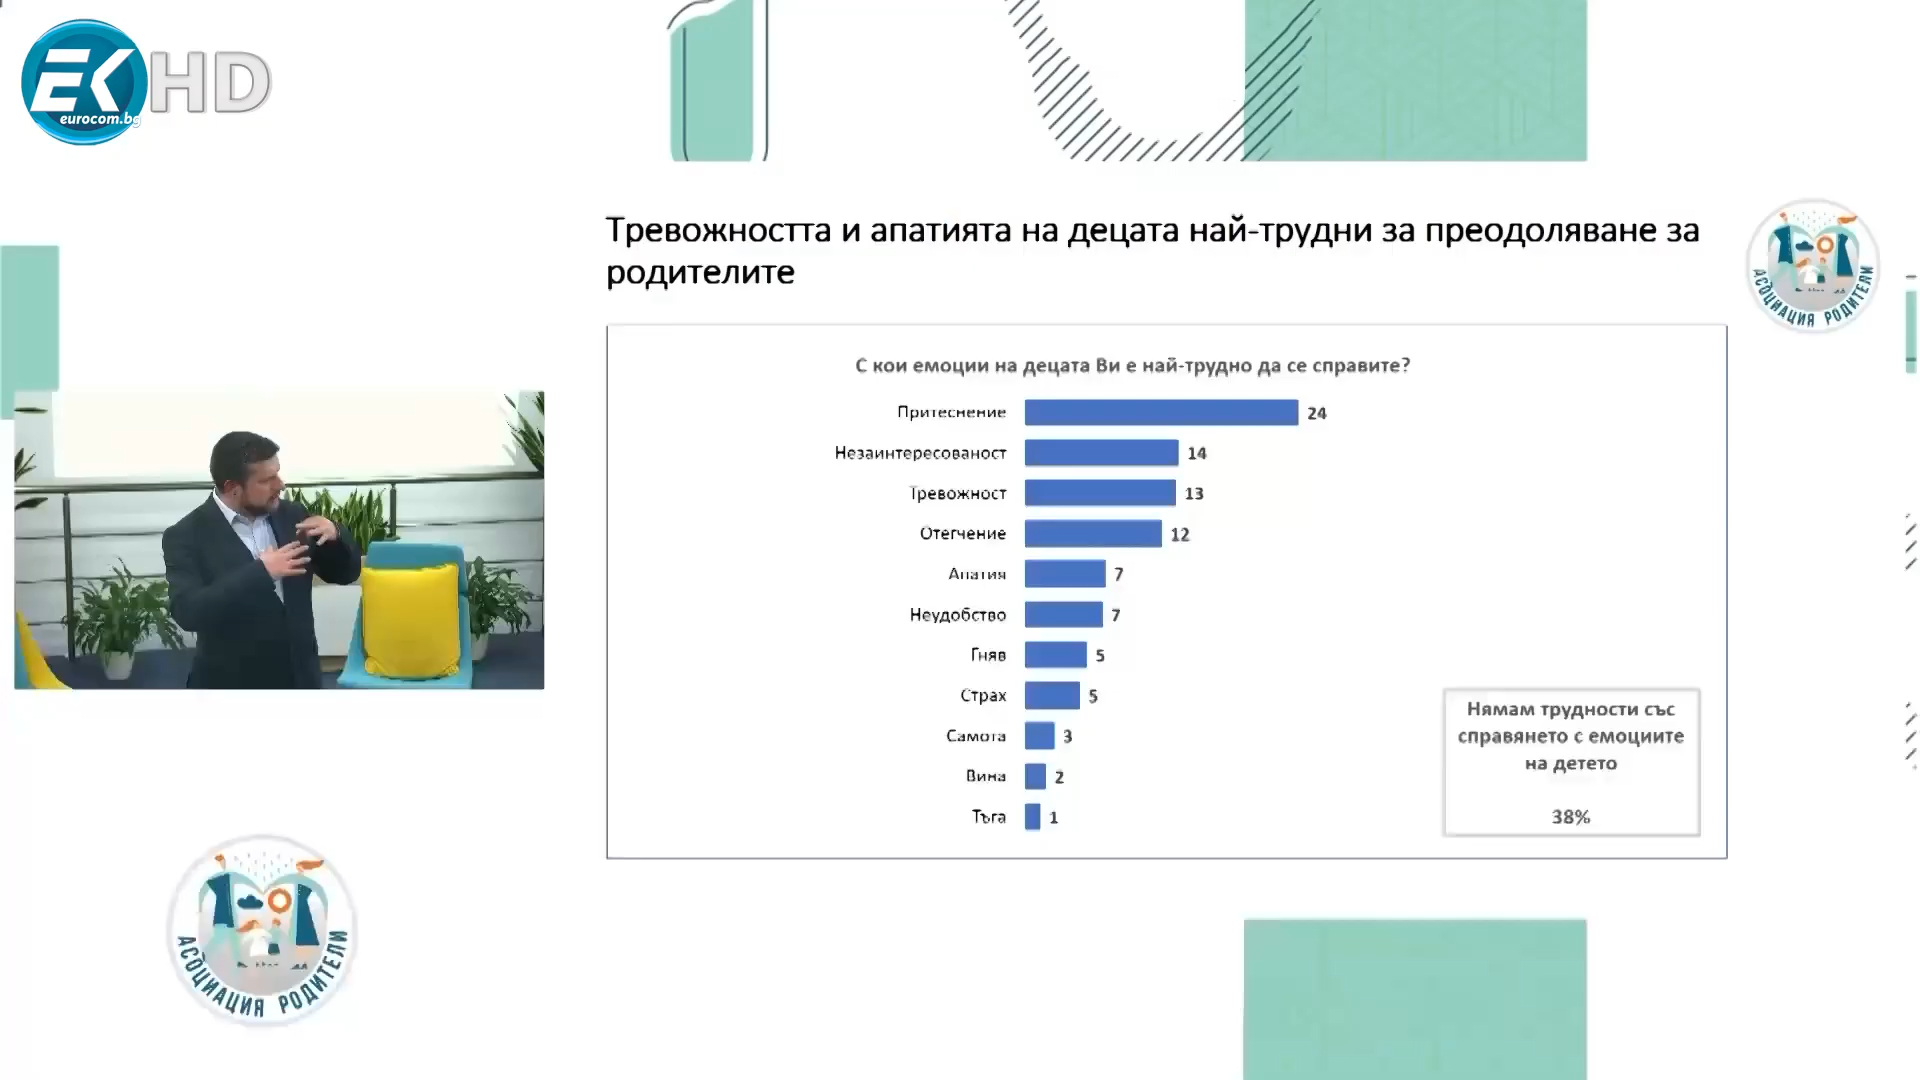 EK HD
eurocom.bg
Тревожността и апатията на децата най-трудни за преодоляване за
родителите
АСОЦИАЦИЯ РОДИТЕЛИ
С кои емоции на децата Ви е най-трудно да се справите?
Притеснение 24
Незаинтересованост 14
Тревожност 13
Отегчение 12
Апатия 7
Неудобство 7
Гняв 5
Страх 5
Самота 3
Вина 2
Тъга 1
Нямам трудности със
справянето с емоциите
на детето
38%
АСОЦИАЦИЯ РОДИТЕЛИ